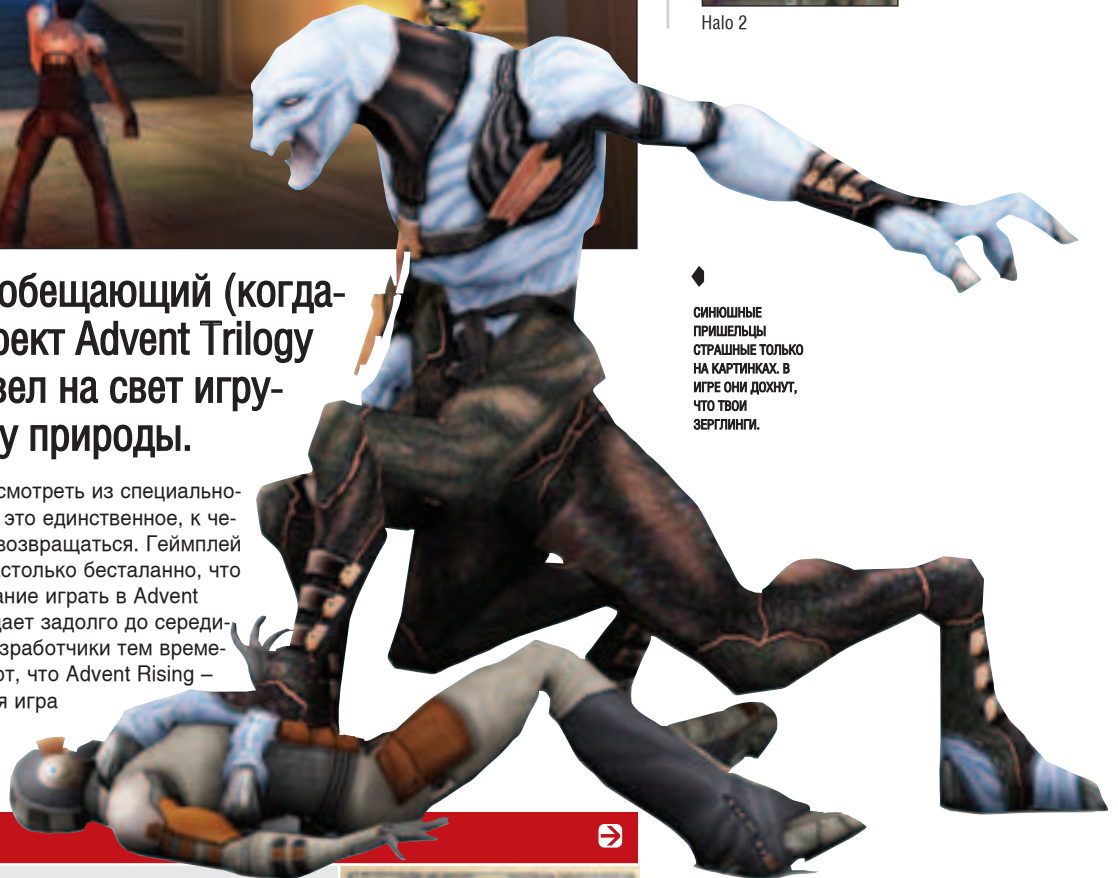 Halo 2
обещающий (когда-
оект Advent Trilogy
вел на свет игру-
у природы.
СИНЮШНЫЕ
ПРИШЕЛЬЦЫ
СТРАШНЫЕ ТОЛЬКО
НА КАРТИНКАХ. В
ИГРЕ ОНИ ДОХНУТ,
ЧТО ТВОИ
ЗЕРГЛИНГИ.
смотреть из специально-
это единственное, к че-
возвращаться. Геймплей
столько бесталанно, что
ание играть в Advent
дает задолго до середи-
зработчики тем време-
от, что Advent Rising –
я игра